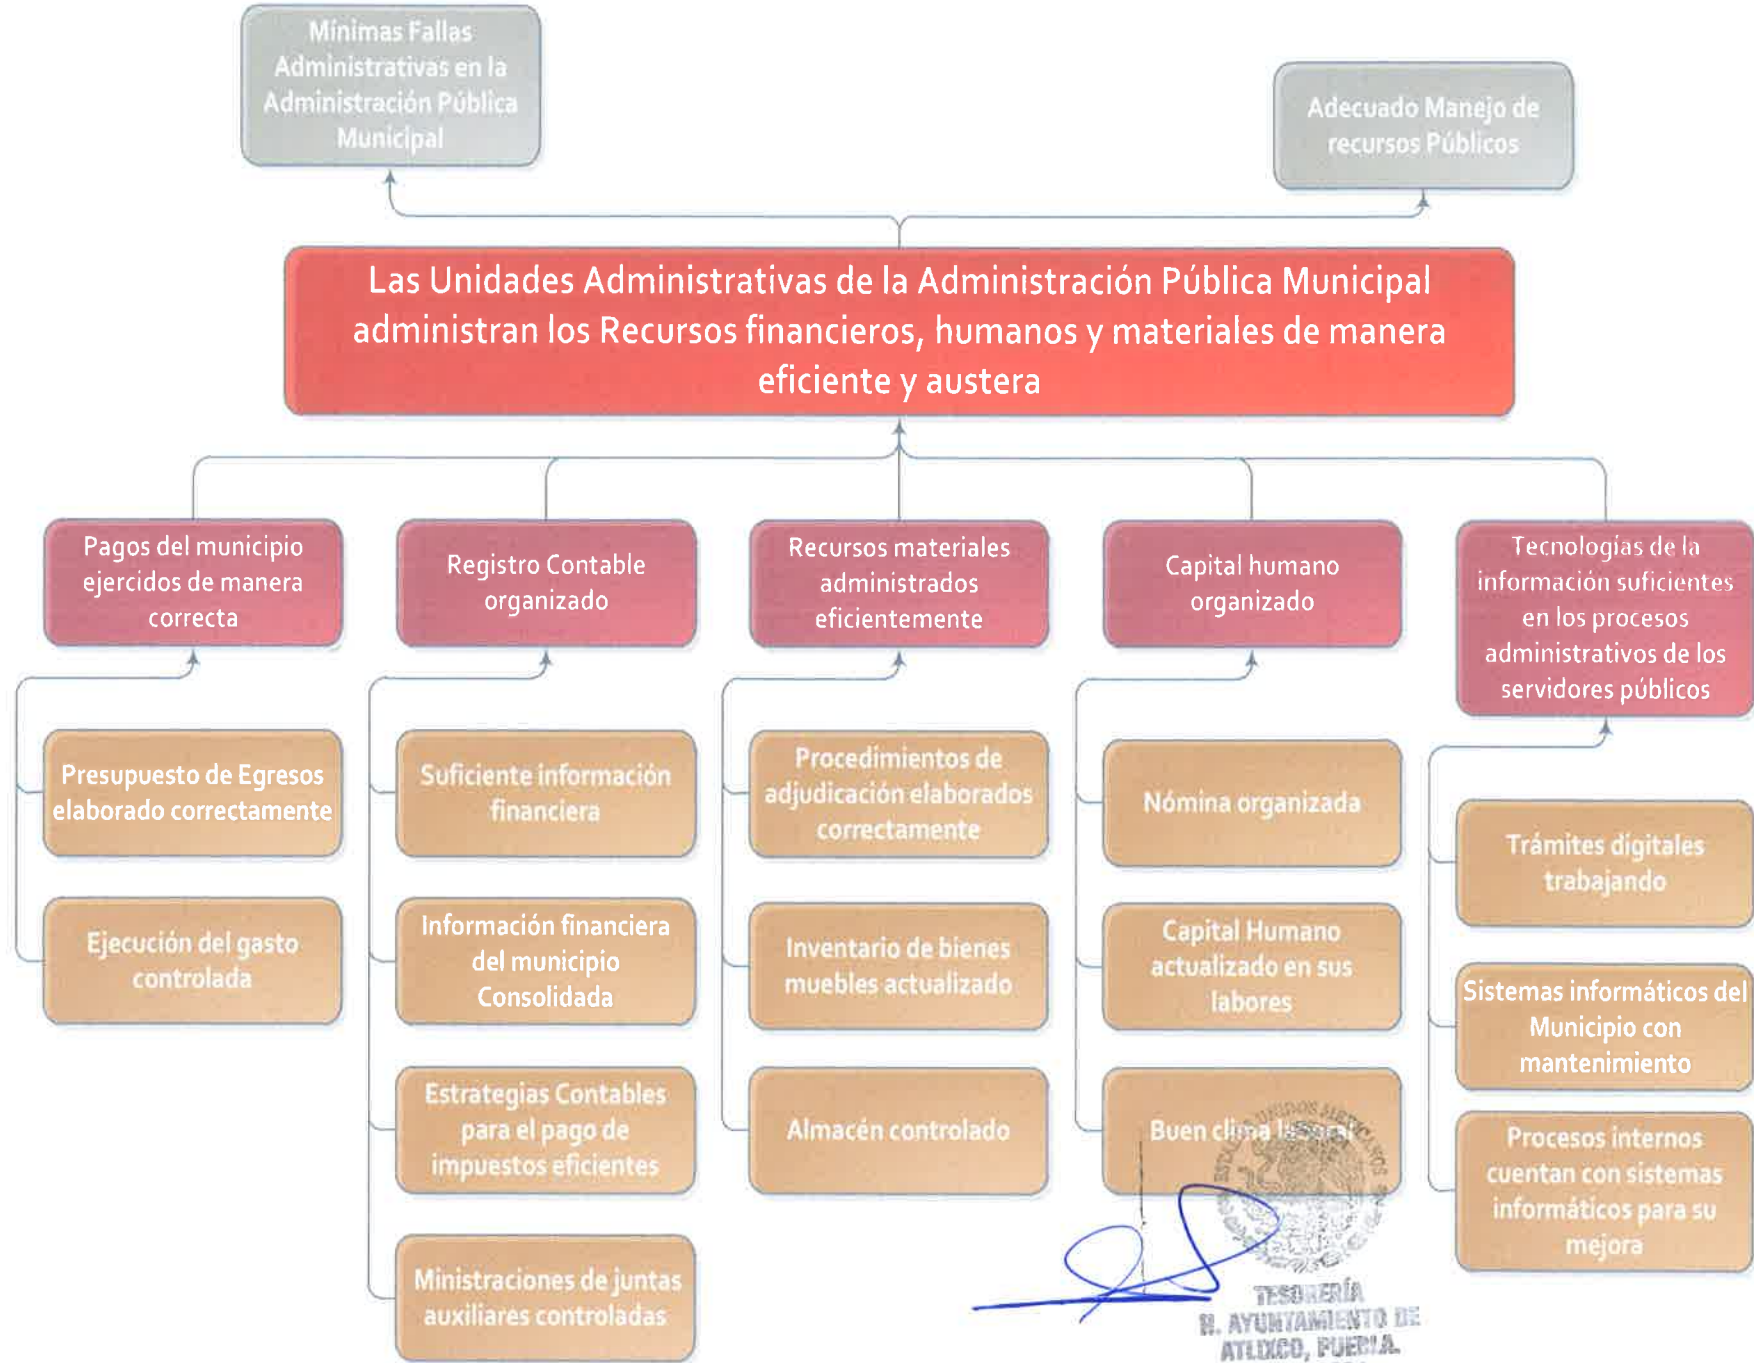 Mínimas Fallas
Administrativas en la
Administración Pública
Municipal
Adecuado Manejo de
recursos Públicos
Las Unidades Administrativas de la Administración Pública Municipal
administran los Recursos financieros, humanos y materiales de manera
eficiente y austera
Pagos del municipio
ejercidos de manera
correcta
Registro Contable
organizado
Recursos materiales
administrados
eficientemente
Capital humano
organizado
Tecnologías de la
información suficientes
en los procesos
administrativos de los
servidores públicos
Presupuesto de Egresos
elaborado correctamente
Ejecución del gasto
controlada
Suficiente información
financiera
Información financiera
del municipio
Consolidada
Estrategias Contables
para el pago de
impuestos eficientes
Ministraciones de juntas
auxiliares controladas
Procedimientos de
adjudicación elaborados
correctamente
Inventario de bienes
muebles actualizado
Almacén controlado
Nómina organizada
Capital Humano
actualizado en sus
labores
Buen clima laboral
Trámites digitales
trabajando
Sistemas informáticos del
Municipio con
mantenimiento
Procesos internos
cuentan con sistemas
informáticos para su
mejora
UNIDOS MEXICANOS
TESORERÍA
H. AYUNTAMIENTO DE
ATLIXCO, PUEBLA.